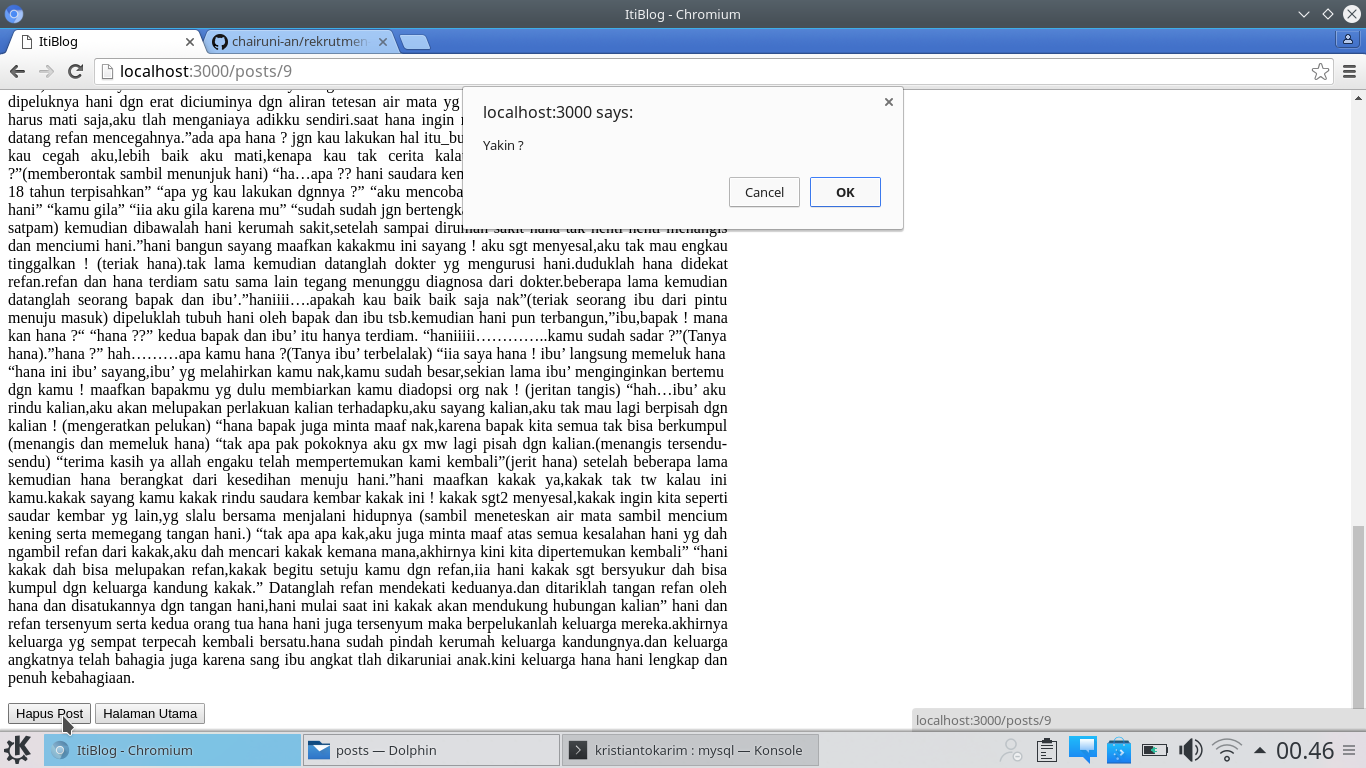 ItiBlog - Chromium
ItiBlog
chairuni-an/rekrutmen
localhost:3000/posts/9
localhost:3000 says:
Yakin ?
Cancel
OK
dipeluknya hani dgn erat diciuminya dgn aliran tetesan air mata yg
harus mati saja,aku tlah menganiaya adikku sendiri.saat hana ingin
datang refan mencegahnya.”ada apa hana ? jgn kau lakukan hal itu_bu
kau cegah aku,lebih baik aku mati,kenapa kau tak cerita kala
?”(memberontak sambil menunjuk hani) “ha…apa ?? hani saudara ken
18 tahun terpisahkan” “apa yg kau lakukan dgnnya ?” “aku mencoba
hani” “kamu gila” “iia aku gila karena mu” “sudah sudah jgn bertengka
satpam) kemudian dibawalah hani kerumah sakit,setelah sampai dirumah sakit hana tak henti henti menangis
dan menciumi hani.”hani bangun sayang maafkan kakakmu ini sayang ! aku sgt menyesal,aku tak mau engkau
tinggalkan ! (teriak hana).tak lama kemudian datanglah dokter yg mengurusi hani.duduklah hana didekat
refan.refan dan hana terdiam satu sama lain tegang menunggu diagnosa dari dokter.beberapa lama kemudian
datanglah seorang bapak dan ibu’.”haniiii….apakah kau baik baik saja nak”(teriak seorang ibu dari pintu
menuju masuk) dipeluklah tubuh hani oleh bapak dan ibu tsb.kemudian hani pun terbangun,”ibu,bapak ! mana
kan hana ?“ “hana ??” kedua bapak dan ibu’ itu hanya terdiam. “haniiiii…………..kamu sudah sadar ?”(Tanya
hana).”hana ?” hah………apa kamu hana ?(Tanya ibu’ terbelalak) “iia saya hana ! ibu’ langsung memeluk hana
“hana ini ibu’ sayang,ibu’ yg melahirkan kamu nak,kamu sudah besar,sekian lama ibu’ menginginkan bertemu
dgn kamu ! maafkan bapakmu yg dulu membiarkan kamu diadopsi org nak ! (jeritan tangis) “hah…ibu’ aku
rindu kalian,aku akan melupakan perlakuan kalian terhadapku,aku sayang kalian,aku tak mau lagi berpisah dgn
kalian ! (mengeratkan pelukan) “hana bapak juga minta maaf nak,karena bapak kita semua tak bisa berkumpul
(menangis dan memeluk hana) “tak apa pak pokoknya aku gx mw lagi pisah dgn kalian.(menangis tersendu-
sendu) “terima kasih ya allah engaku telah mempertemukan kami kembali”(jerit hana) setelah beberapa lama
kemudian hana berangkat dari kesedihan menuju hani.”hani maafkan kakak ya,kakak tak tw kalau ini
kamu.kakak sayang kamu kakak rindu saudara kembar kakak ini ! kakak sgt2 menyesal,kakak ingin kita seperti
saudar kembar yg lain,yg slalu bersama menjalani hidupnya (sambil meneteskan air mata sambil mencium
kening serta memegang tangan hani.) “tak apa apa kak,aku juga minta maaf atas semua kesalahan hani yg dah
ngambil refan dari kakak,aku dah mencari kakak kemana mana,akhirnya kini kita dipertemukan kembali” “hani
kakak dah bisa melupakan refan,kakak begitu setuju kamu dgn refan,iia hani kakak sgt bersyukur dah bisa
kumpul dgn keluarga kandung kakak.” Datanglah refan mendekati keduanya.dan ditariklah tangan refan oleh
hana dan disatukannya dgn tangan hani,hani mulai saat ini kakak akan mendukung hubungan kalian” hani dan
refan tersenyum serta kedua orang tua hana hani juga tersenyum maka berpelukanlah keluarga mereka.akhirnya
keluarga yg sempat terpecah kembali bersatu.hana sudah pindah kerumah keluarga kandungnya.dan keluarga
angkatnya telah bahagia juga karena sang ibu angkat tlah dikaruniai anak.kini keluarga hana hani lengkap dan
penuh kebahagiaan.
Hapus Post
Halaman Utama
localhost:3000/posts/9
ItiBlog - Chromium
posts — Dolphin
kristiantokarim : mysql — Konsole
00.46